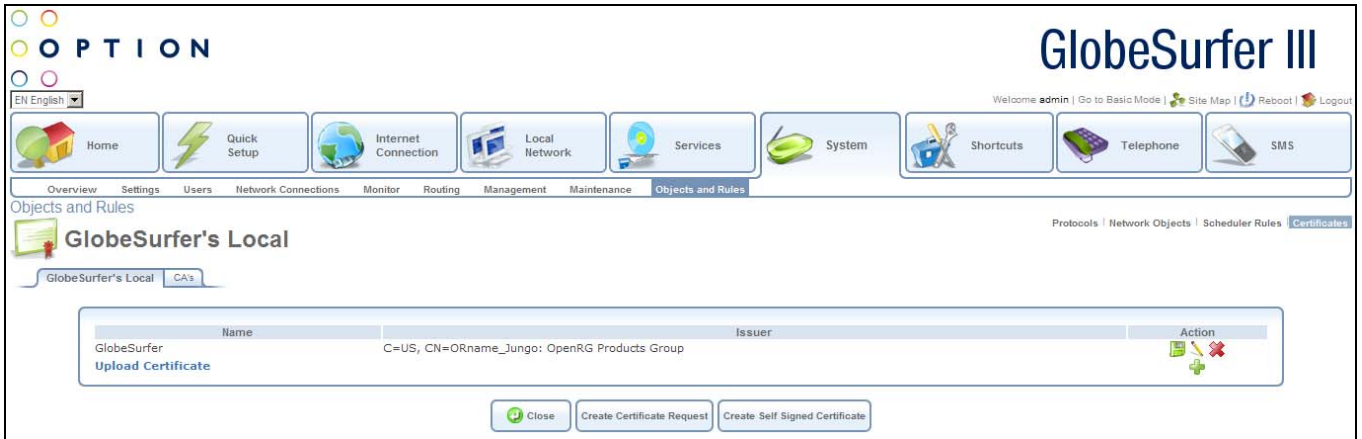 OPTION
GlobeSurfer III
EN English
Welcome admin | Go to Basic Mode | Site Map | Reboot | Logout
Home
Quick Setup
Internet Connection
Local Network
Services
System
Shortcuts
Telephone
SMS
Overview Settings Users Network Connections Monitor Routing Management Maintenance Objects and Rules
Objects and Rules
Protocols | Network Objects | Scheduler Rules | Certificates
GlobeSurfer's Local
GlobeSurfer's Local CA's
Name Issuer Action
GlobeSurfer C=US, CN=ORname_Jungo: OpenRG Products Group
Upload Certificate
Close Create Certificate Request Create Self Signed Certificate